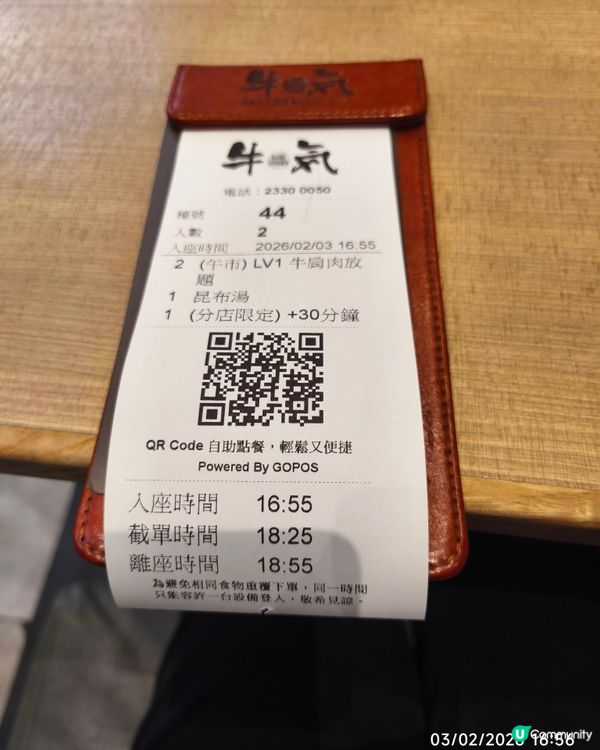 牛気
牛気
電話：2330 0050
檯號 44
人數 2
入座時間 2026/02/03 16:55
2 (午市) LV1 牛肩肉放
題
1 昆布湯
1 (分店限定) +30分鐘
QR Code 自助點餐，輕鬆又便捷
Powered By GOPOS
入座時間 16:55
截單時間 18:25
離座時間 18:55
為避免相同食物重覆下單，同一時間
只能容許一台設備登入，敬希見諒。
U Community
03/02/2026 16:56